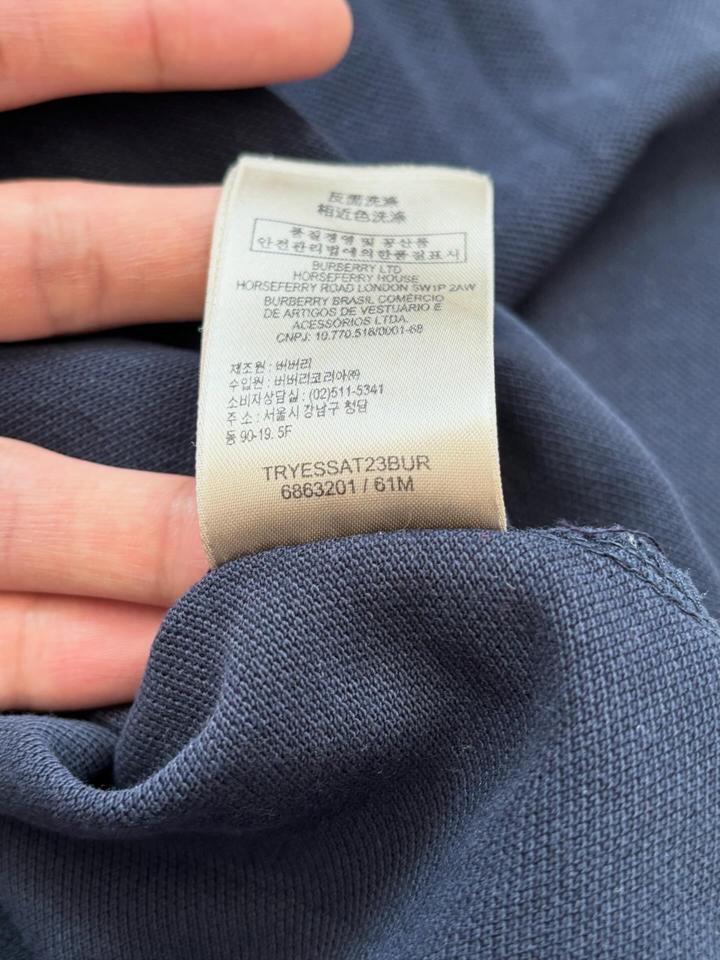 反面洗滌
相近色洗滌
품질경영 및 공산품
안전관리법에의한품질표시
BURBERRY LTD
HORSEFERRY HOUSE
HORSEFERRY ROAD LONDON SW1P 2AW
BURBERRY BRASIL COMÉRCIO
DE ARTIGOS DE VESTUARIO E
ACESSÓRIOS LTDA.
CNPJ: 10.770.518/0001-68
제조원 : 버버리
수입원 : 버버리코리아㈜
소비자상담실 : (02)511-5341
주 소 : 서울시 강남구 청담
동 90-19. 5F
TRYESSAT23BUR
6863201 / 61M